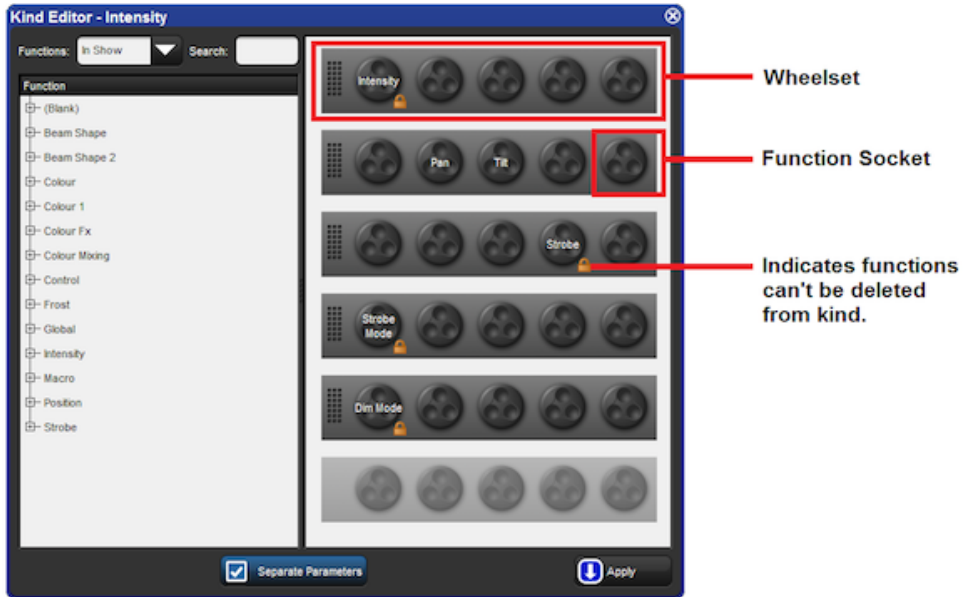 Kind Editor - Intensity
Functions: In Show Search:
Function
(Blank)
Beam Shape
Beam Shape 2
Colour
Colour 1
Colour Fx
Colour Mixing
Control
Frost
Global
Intensity
Macro
Position
Strobe
Intensity
Pan Tilt
Strobe
Strobe
Mode
Dim Mode
Separate Parameters
Apply
Wheelset
Function Socket
Indicates functions
can't be deleted
from kind.